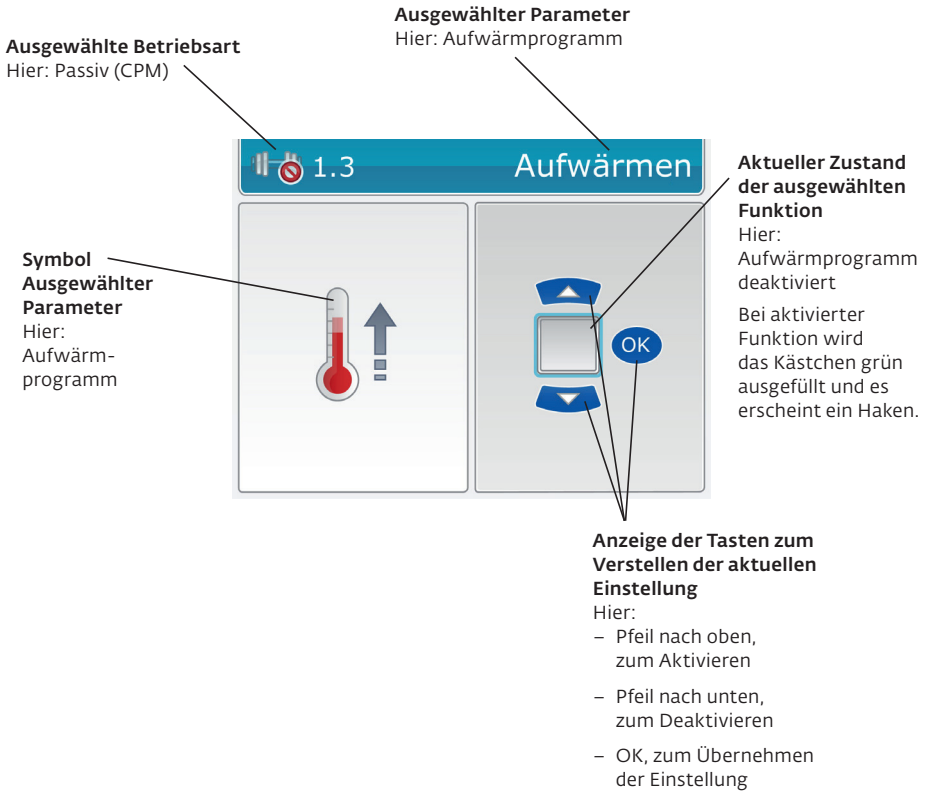 Ausgewählter Parameter
Hier: Aufwärmprogramm
Ausgewählte Betriebsart
Hier: Passiv (CPM)
1.3 Aufwärmen
Symbol
Ausgewählter
Parameter
Hier:
Aufwärm-
programm
OK
Aktueller Zustand
der ausgewählten
Funktion
Hier:
Aufwärmprogramm
deaktiviert
Bei aktivierter
Funktion wird
das Kästchen grün
ausgefüllt und es
erscheint ein Haken.
Anzeige der Tasten zum
Verstellen der aktuellen
Einstellung
Hier:
– Pfeil nach oben,
zum Aktivieren
– Pfeil nach unten,
zum Deaktivieren
– OK, zum Übernehmen
der Einstellung